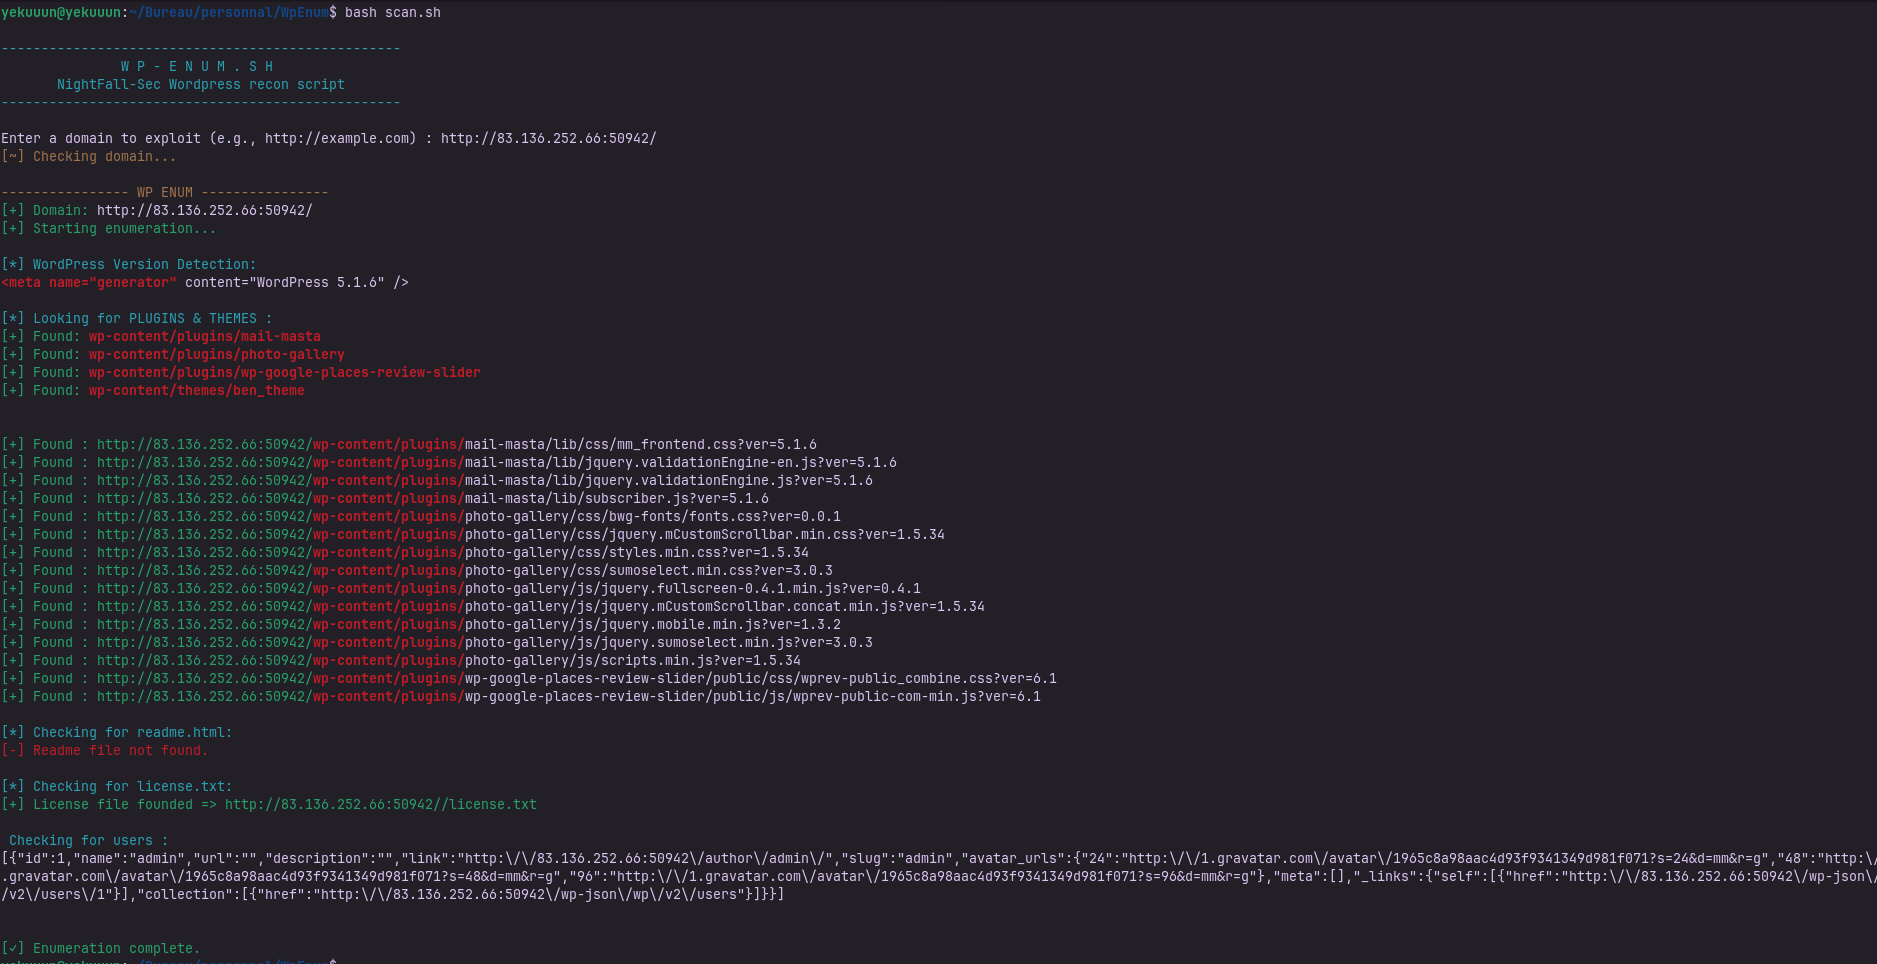 yekuuun@yekuuun:~/Bureau/personnal/WpEnum$ bash scan.sh
--------------------------------------------------
W P - E N U M . S H
NightFall-Sec Wordpress recon script
--------------------------------------------------
Enter a domain to exploit (e.g., http://example.com) : http://83.136.252.66:50942/
[~] Checking domain...
---------------- WP ENUM ----------------
[+] Domain: http://83.136.252.66:50942/
[+] Starting enumeration...
[*] WordPress Version Detection:
<meta name="generator" content="WordPress 5.1.6" />
[*] Looking for PLUGINS & THEMES :
[+] Found: wp-content/plugins/mail-masta
[+] Found: wp-content/plugins/photo-gallery
[+] Found: wp-content/plugins/wp-google-places-review-slider
[+] Found: wp-content/themes/ben_theme
[+] Found : http://83.136.252.66:50942/wp-content/plugins/mail-masta/lib/css/mm_frontend.css?ver=5.1.6
[+] Found : http://83.136.252.66:50942/wp-content/plugins/mail-masta/lib/jquery.validationEngine-en.js?ver=5.1.6
[+] Found : http://83.136.252.66:50942/wp-content/plugins/mail-masta/lib/jquery.validationEngine.js?ver=5.1.6
[+] Found : http://83.136.252.66:50942/wp-content/plugins/mail-masta/lib/subscriber.js?ver=5.1.6
[+] Found : http://83.136.252.66:50942/wp-content/plugins/photo-gallery/css/bwg-fonts/fonts.css?ver=0.0.1
[+] Found : http://83.136.252.66:50942/wp-content/plugins/photo-gallery/css/jquery.mCustomScrollbar.min.css?ver=1.5.34
[+] Found : http://83.136.252.66:50942/wp-content/plugins/photo-gallery/css/styles.min.css?ver=1.5.34
[+] Found : http://83.136.252.66:50942/wp-content/plugins/photo-gallery/css/sumoselect.min.css?ver=3.0.3
[+] Found : http://83.136.252.66:50942/wp-content/plugins/photo-gallery/js/jquery.fullscreen-0.4.1.min.js?ver=0.4.1
[+] Found : http://83.136.252.66:50942/wp-content/plugins/photo-gallery/js/jquery.mCustomScrollbar.concat.min.js?ver=1.5.34
[+] Found : http://83.136.252.66:50942/wp-content/plugins/photo-gallery/js/jquery.mobile.min.js?ver=1.3.2
[+] Found : http://83.136.252.66:50942/wp-content/plugins/photo-gallery/js/jquery.sumoselect.min.js?ver=3.0.3
[+] Found : http://83.136.252.66:50942/wp-content/plugins/photo-gallery/js/scripts.min.js?ver=1.5.34
[+] Found : http://83.136.252.66:50942/wp-content/plugins/wp-google-places-review-slider/public/css/wprev-public_combine.css?ver=6.1
[+] Found : http://83.136.252.66:50942/wp-content/plugins/wp-google-places-review-slider/public/js/wprev-public-com-min.js?ver=6.1
[*] Checking for readme.html:
[-] Readme file not found.
[*] Checking for license.txt:
[+] License file founded => http://83.136.252.66:50942//license.txt
Checking for users :
[{"id":1,"name":"admin","url":"","description":"","link":"http:\/\/83.136.252.66:50942\/author\/admin\/","slug":"admin","avatar_urls":{"24":"http:\/\/1.gravatar.com\/avatar\/1965c8a98aac4d93f9341349d981f071?s=24&d=mm&r=g","48":"http:\/
.gravatar.com\/avatar\/1965c8a98aac4d93f9341349d981f071?s=48&d=mm&r=g","96":"http:\/\/1.gravatar.com\/avatar\/1965c8a98aac4d93f9341349d981f071?s=96&d=mm&r=g"},"meta":[],"_links":{"self":[{"href":"http:\/\/83.136.252.66:50942\/wp-json\/
/v2\/users\/1"}],"collection":[{"href":"http:\/\/83.136.252.66:50942\/wp-json\/wp\/v2\/users"}]}}]
[✓] Enumeration complete.
yekuuun@yekuuun:~/Bureau/personnal/WpEnum$